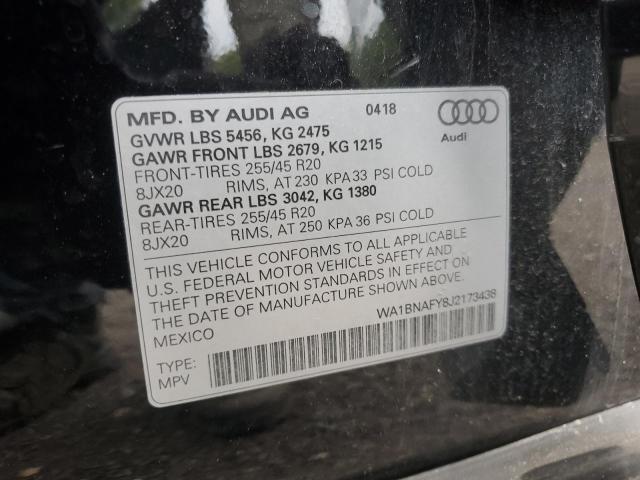 MFD. BY AUDI AG 0418
GVWR LBS 5456, KG 2475
GAWR FRONT LBS 2679, KG 1215
FRONT-TIRES 255/45 R20
8JX20 RIMS, AT 230 KPA 33 PSI COLD
GAWR REAR LBS 3042, KG 1380
REAR-TIRES 255/45 R20
8JX20 RIMS, AT 250 KPA 36 PSI COLD
Audi
THIS VEHICLE CONFORMS TO ALL APPLICABLE
U.S. FEDERAL MOTOR VEHICLE SAFETY AND
THEFT PREVENTION STANDARDS IN EFFECT ON
THE DATE OF MANUFACTURE SHOWN ABOVE.
MEXICO WA1BNAFY8J2173438
TYPE:
MPV